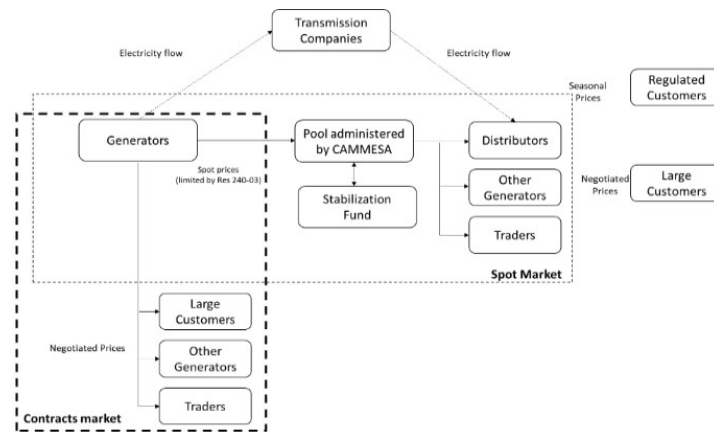 Transmission
Companies
Electricity flow
Electricity flow
Seasonal
Prices
Regulated
Customers
Generators
Pool administered
by CAMMESA
Distributors
Spot prices
(limited by Res 240-03)
Stabilization
Fund
Other
Generators
Negotiated
Prices
Large
Customers
Traders
Spot Market
Large
Customers
Negotiated Prices
Other
Generators
Traders
Contracts market